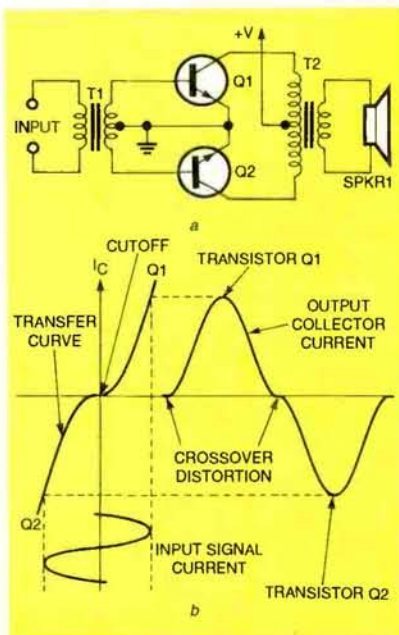 +V
T1
Q1
T2
INPUT
Q2
SPKR1
a
CUTOFF
IC
Q1
TRANSISTOR Q1
TRANSFER
CURVE
OUTPUT
COLLECTOR
CURRENT
CROSSOVER
DISTORTION
Q2
INPUT SIGNAL
CURRENT
TRANSISTOR Q2
b